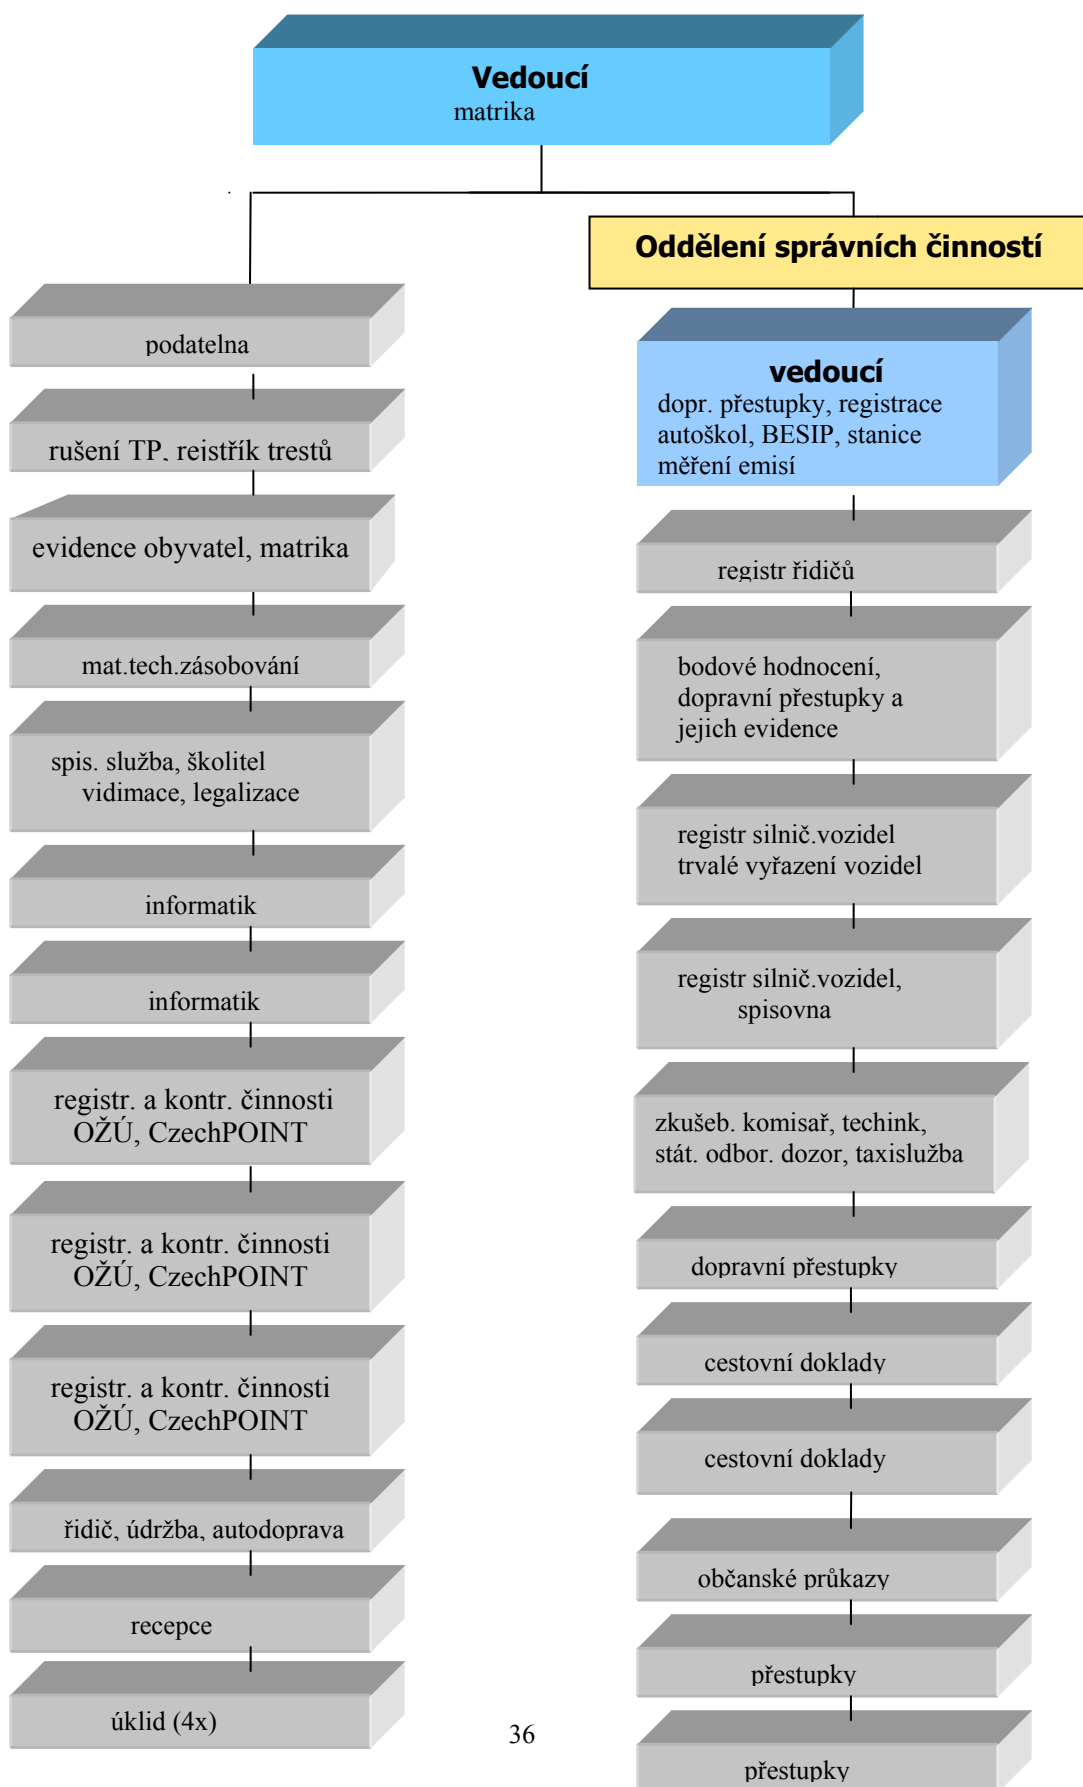 Vedoucí
matrika
Oddělení správních činností
podatelna
rušení TP, rejstřík trestů
evidence obyvatel, matrika
mat.tech.zásobování
spis. služba, školitel
vidimace, legalizace
informatik
informatik
registr. a kontr. činnosti
OŽÚ, CzechPOINT
registr. a kontr. činnosti
OŽÚ, CzechPOINT
registr. a kontr. činnosti
OŽÚ, CzechPOINT
řidič, údržba, autodoprava
recepce
úklid (4x)
vedoucí
dopr. přestupky, registrace
autoškol, BESIP, stanice
měření emisí
registr řidičů
bodové hodnocení,
dopravní přestupky a
jejich evidence
registr silnič.vozidel
trvalé vyřazení vozidel
registr silnič.vozidel,
spisovna
zkušeb. komisař, techink,
stát. odbor. dozor, taxislužba
dopravní přestupky
cestovní doklady
cestovní doklady
občanské průkazy
přestupky
přestupky
36